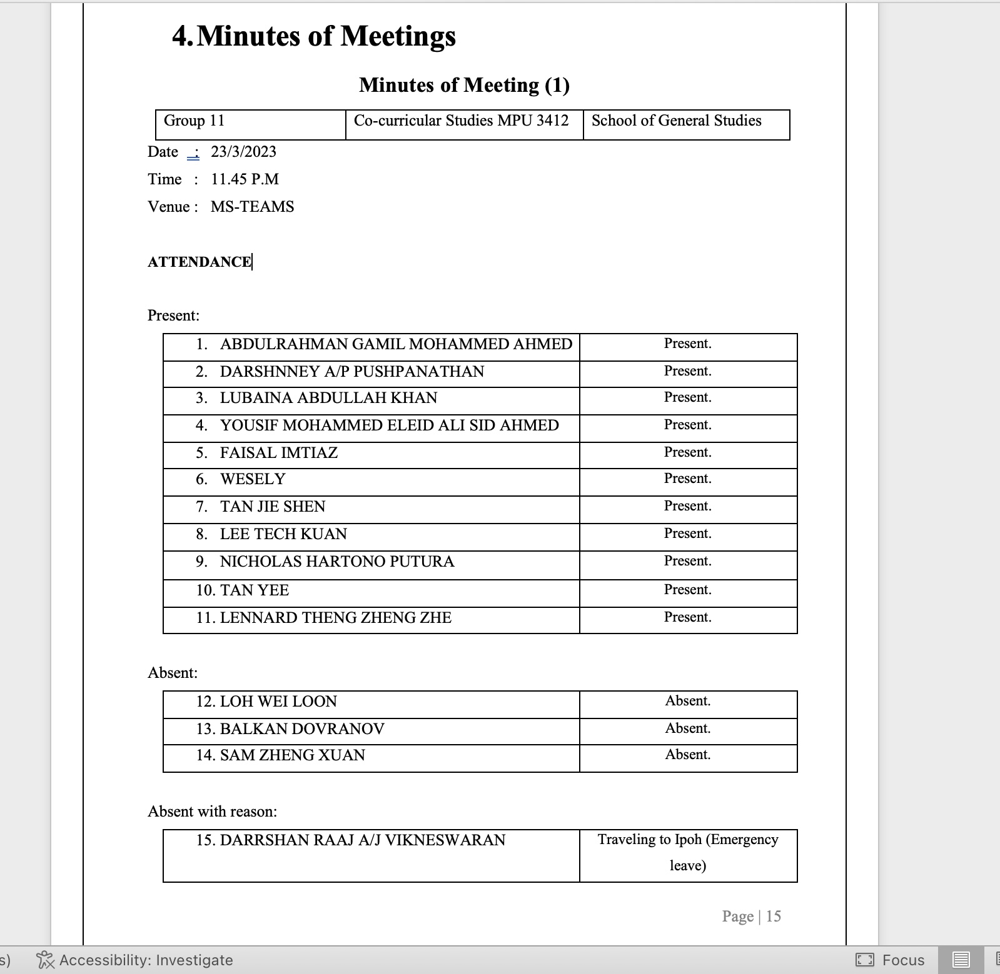 4. Minutes of Meetings
Minutes of Meeting (1)
Group 11 Co-curricular Studies MPU 3412 School of General Studies
Date : 23/3/2023
Time : 11.45 P.M
Venue : MS-TEAMS
ATTENDANCE
Present:
1. ABDULRAHMAN GAMIL MOHAMMED AHMED Present.
2. DARSHNNEY A/P PUSHPANATHAN Present.
3. LUBAINA ABDULLAH KHAN Present.
4. YOUSIF MOHAMMED ELEID ALI SID AHMED Present.
5. FAISAL IMTIAZ Present.
6. WESELY Present.
7. TAN JIE SHEN Present.
8. LEE TECH KUAN Present.
9. NICHOLAS HARTONO PUTURA Present.
10. TAN YEE Present.
11. LENNARD THENG ZHENG ZHE Present.
Absent:
12. LOH WEI LOON Absent.
13. BALKAN DOVRANOV Absent.
14. SAM ZHENG XUAN Absent.
Absent with reason:
15. DARRSHAN RAAJ A/J VIKNESWARAN Traveling to Ipoh (Emergency
leave)
Page | 15
s) Accessibility: Investigate Focus